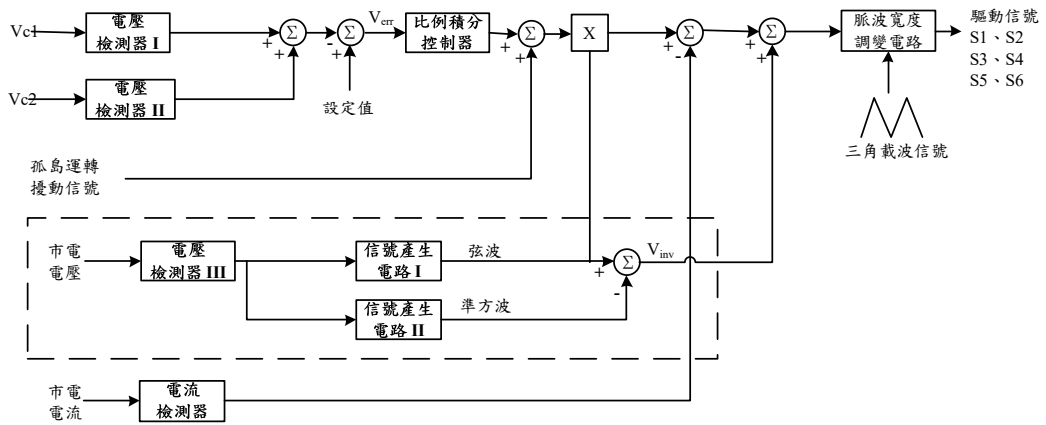 Vc
電壓
檢測器 I
Σ
V_err
Σ
比例積分
控制器
Σ
X
Σ
Σ
脈波寬度
調變電路
驅動信號
S1、S2
S3、S4
S5、S6
+
+
-
-
+
+
+
-
+
+
Vc2
電壓
檢測器 II
設定值
三角載波信號
孤島運轉
擾動信號
市電
電壓
電壓
檢測器 III
信號產生
電路 I
弦波
+
Σ
-
V_inv
信號產生
電路 II
準方波
市電
電流
電流
檢測器